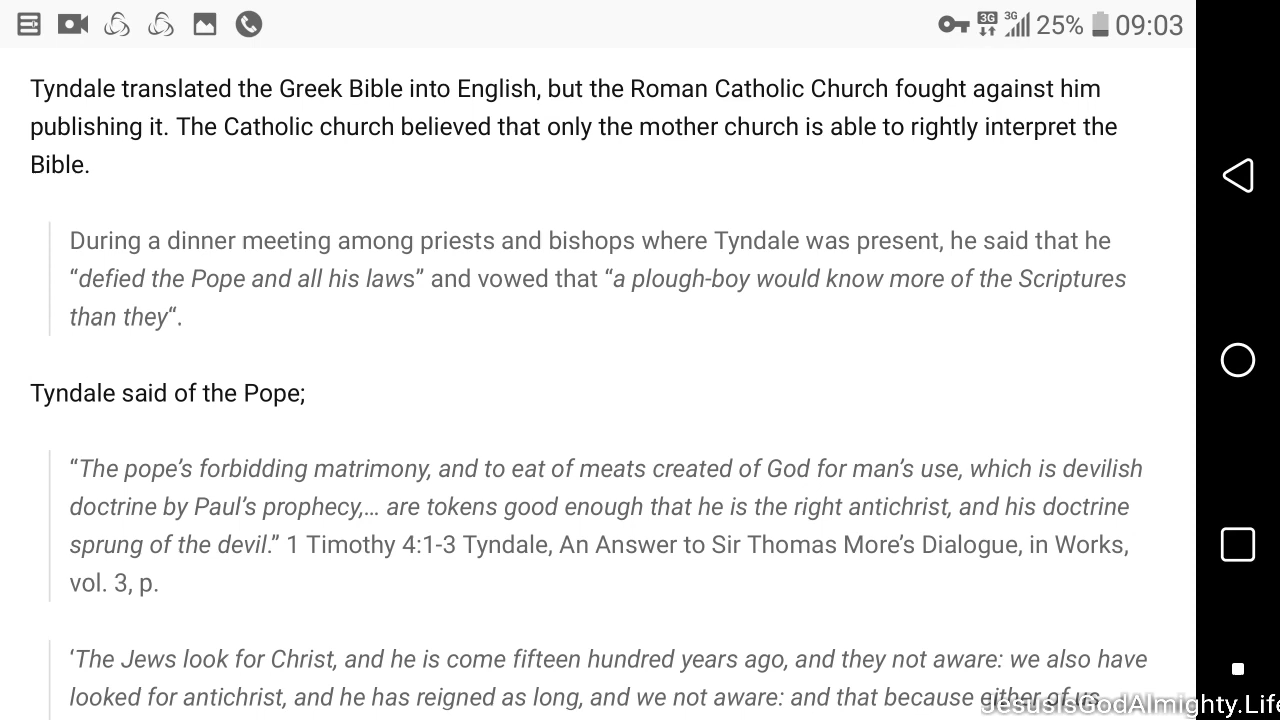 3G 3G 25% 09:03
Tyndale translated the Greek Bible into English, but the Roman Catholic Church fought against him
publishing it. The Catholic church believed that only the mother church is able to rightly interpret the
Bible.
During a dinner meeting among priests and bishops where Tyndale was present, he said that he
“defied the Pope and all his laws” and vowed that “a plough-boy would know more of the Scriptures
than they“.
Tyndale said of the Pope;
“The pope’s forbidding matrimony, and to eat of meats created of God for man’s use, which is devilish
doctrine by Paul’s prophecy,… are tokens good enough that he is the right antichrist, and his doctrine
sprung of the devil.” 1 Timothy 4:1-3 Tyndale, An Answer to Sir Thomas More’s Dialogue, in Works,
vol. 3, p.
‘The Jews look for Christ, and he is come fifteen hundred years ago, and they not aware: we also have
looked for antichrist, and he has reigned as long, and we not aware: and that because either of us
JesusIsGodAlmighty.Life